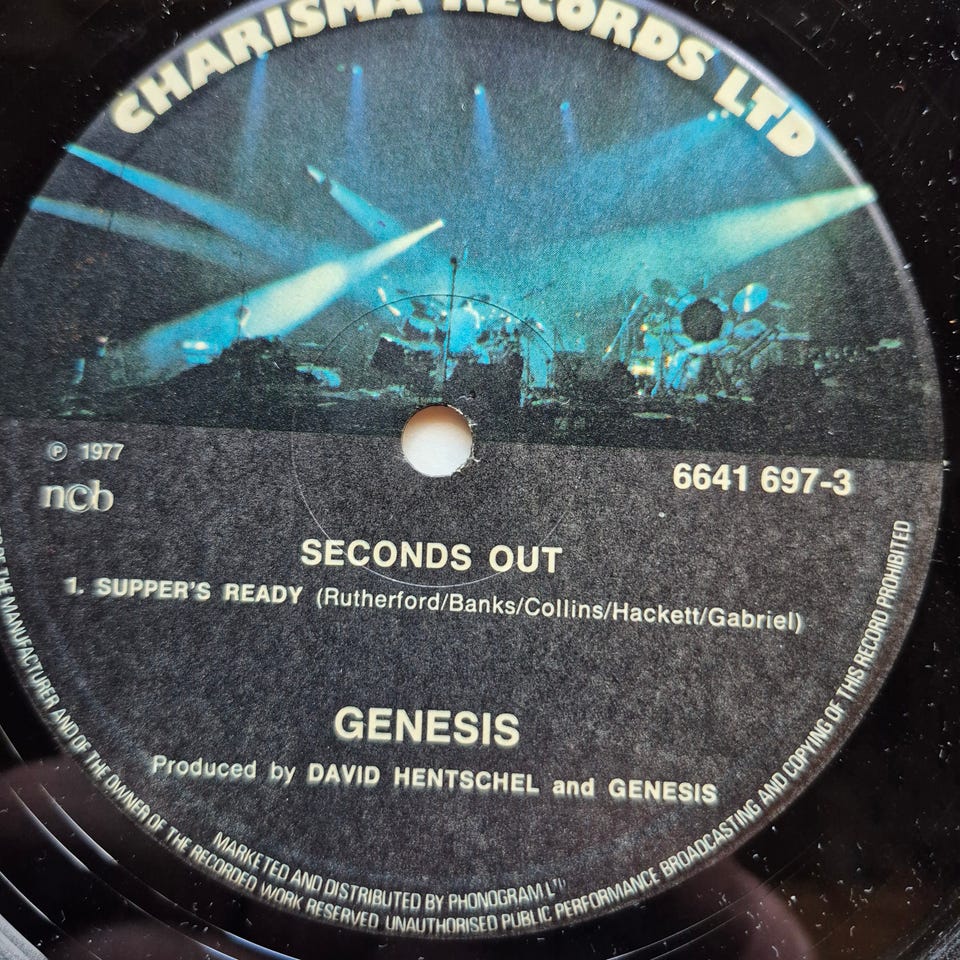 CHARISMA RECORDS LTD
℗ 1977
ncb
6641 697-3
SECONDS OUT
1. SUPPER'S READY (Rutherford/Banks/Collins/Hackett/Gabriel)
GENESIS
Produced by DAVID HENTSCHEL and GENESIS
MARKETED AND DISTRIBUTED BY PHONOGRAM LTD
OF THE MANUFACTURER AND OF THE OWNER OF THE RECORDED WORK RESERVED UNAUTHORISED PUBLIC PERFORMANCE BROADCASTING AND COPYING OF THIS RECORD PROHIBITED